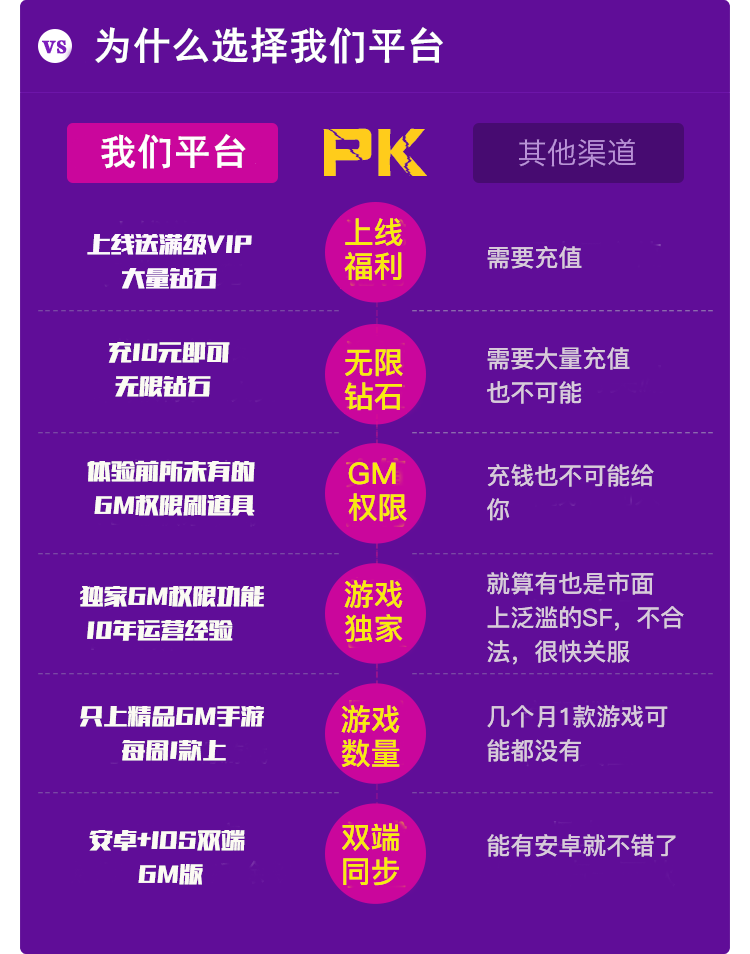 VS 为什么选择我们平台
我们平台 PK 其他渠道
上线送满级VIP
大量钻石
上线
福利
需要充值
充10元即可
无限钻石
无限
钻石
需要大量充值
也不可能
体验前所未有的
GM权限刷道具
GM
权限
充钱也不可能给
你
独家GM权限功能
10年运营经验
游戏
独家
就算有也是市面
上泛滥的SF，不合
法，很快关服
只上精品GM手游
每周1款上
游戏
数量
几个月1款游戏可
能都没有
安卓+IOS双端
GM版
双端
同步
能有安卓就不错了